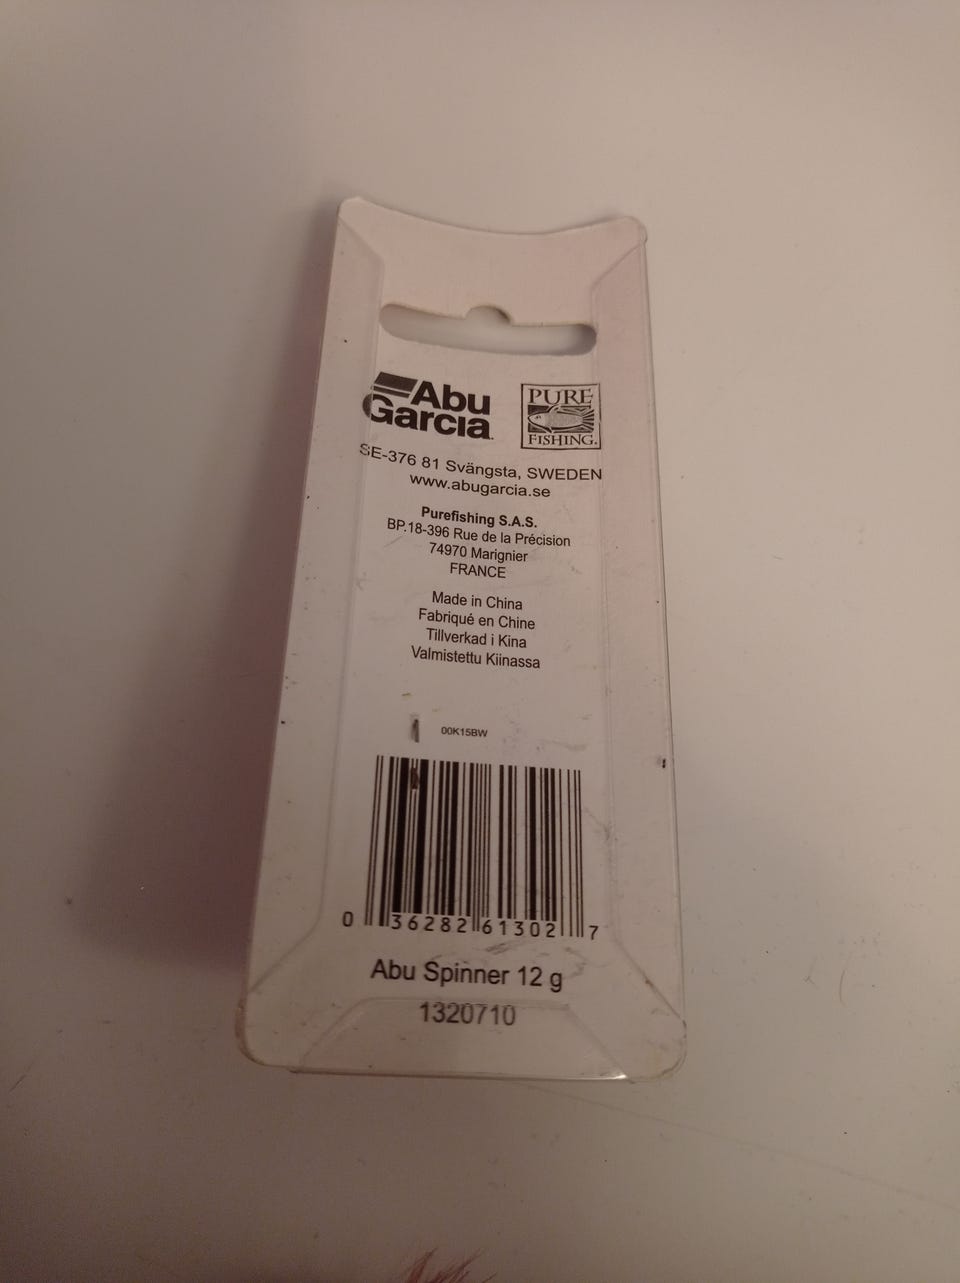 Abu
Garcia
PURE
FISHING.
SE-376 81 Svängsta, SWEDEN
www.abugarcia.se
Purefishing S.A.S.
BP.18-396 Rue de la Précision
74970 Marignier
FRANCE
Made in China
Fabriqué en Chine
Tillverkad i Kina
Valmistettu Kiinassa
00K15BW
0 36282 61302 7
Abu Spinner 12 g
1320710